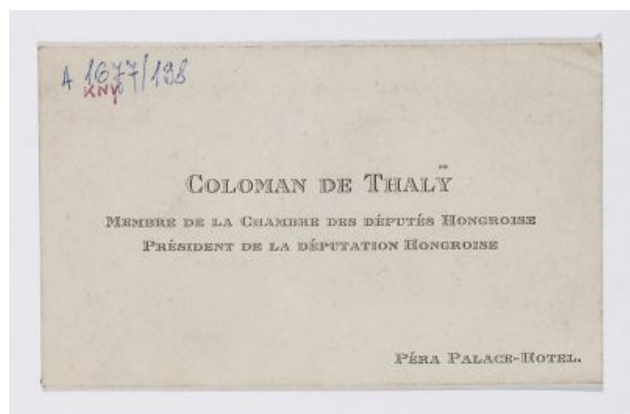 A 1677/198
KNY
COLOMAN DE THALŸ
MEMBRE DE LA CHAMBRE DES DÉPUTÉS HONGROISE
PRÉSIDENT DE LA DÉPUTATION HONGROISE
PÉRA PALACE-HOTEL.